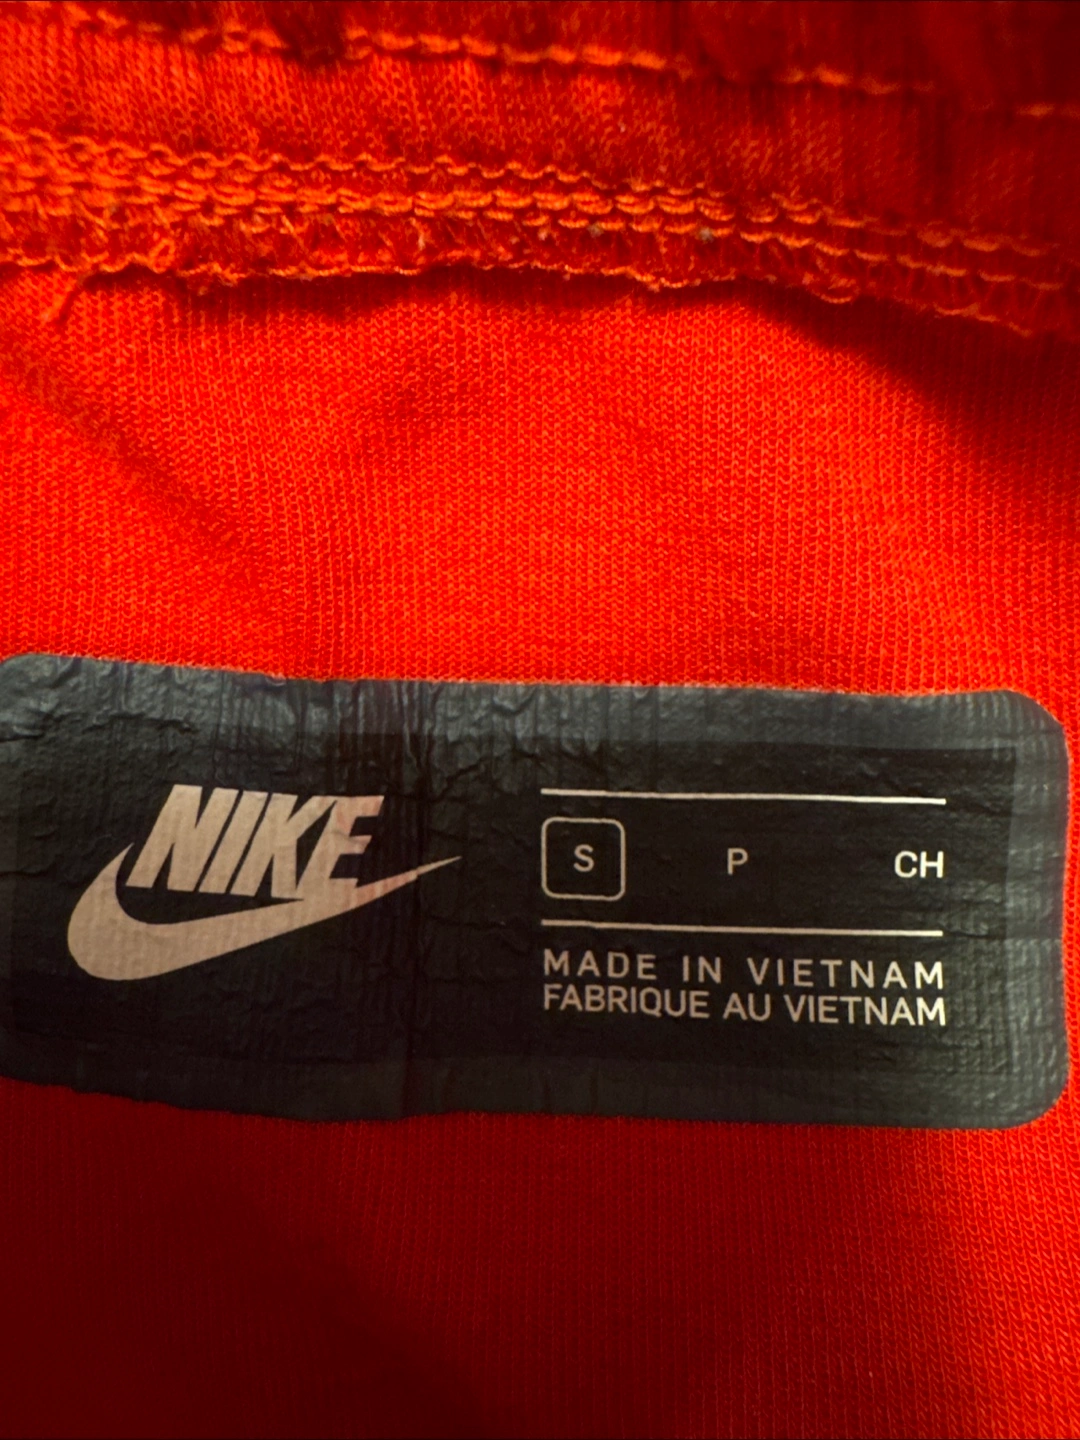 NIKE
S P CH
MADE IN VIETNAM
FABRIQUE AU VIETNAM